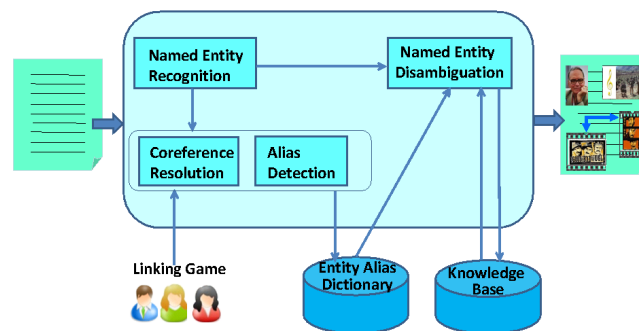 Named Entity
Recognition
Named Entity
Disambiguation
Coreference
Resolution
Alias
Detection
Linking Game
Entity Alias
Dictionary
Knowledge
Base